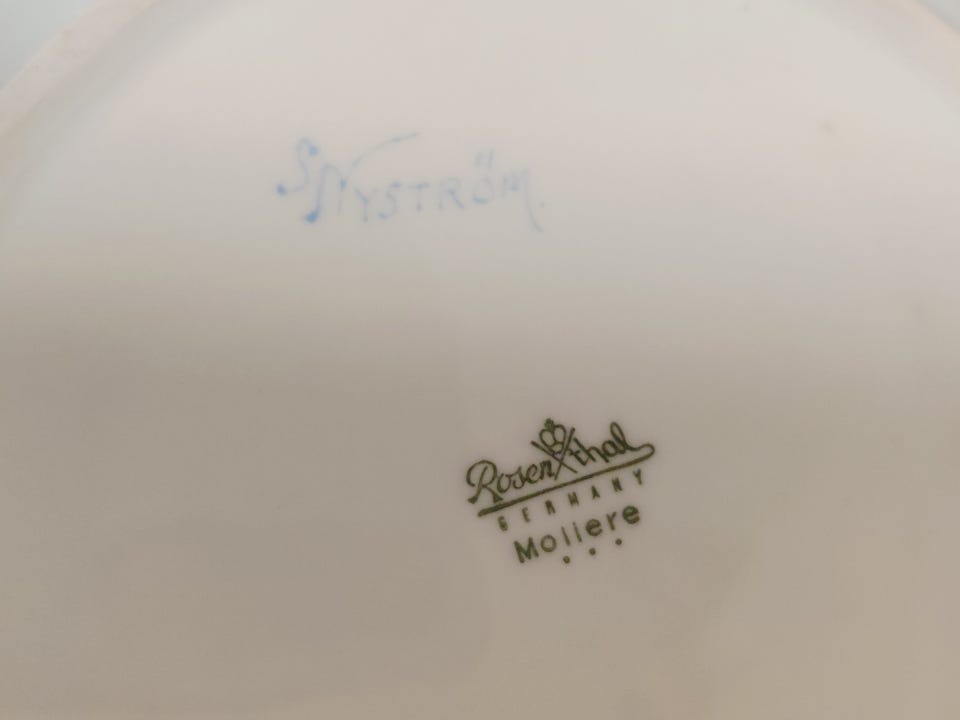 S NYSTRÖM.
Rosenthal
GERMANY
Moliere